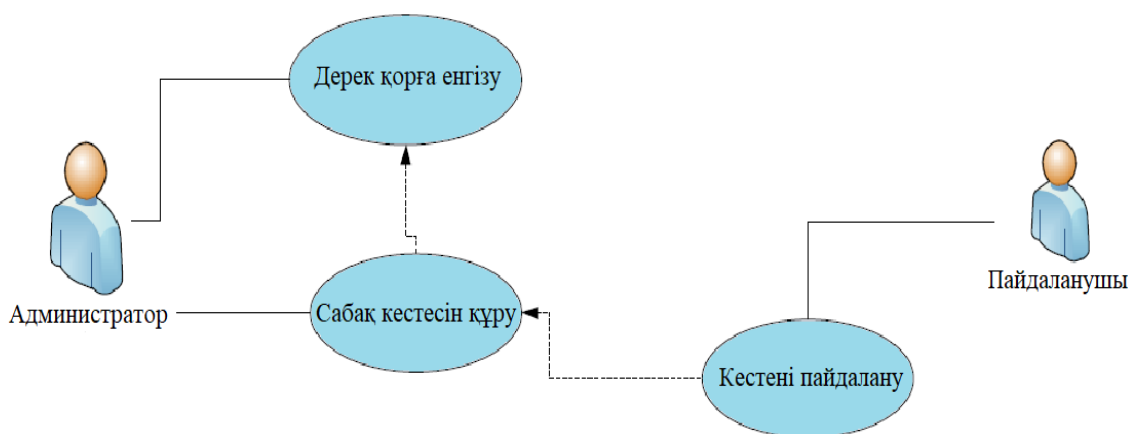 Дерек қорға енгізу
Администратор
Сабақ кестесін құру
Пайдаланушы
Кестені пайдалану